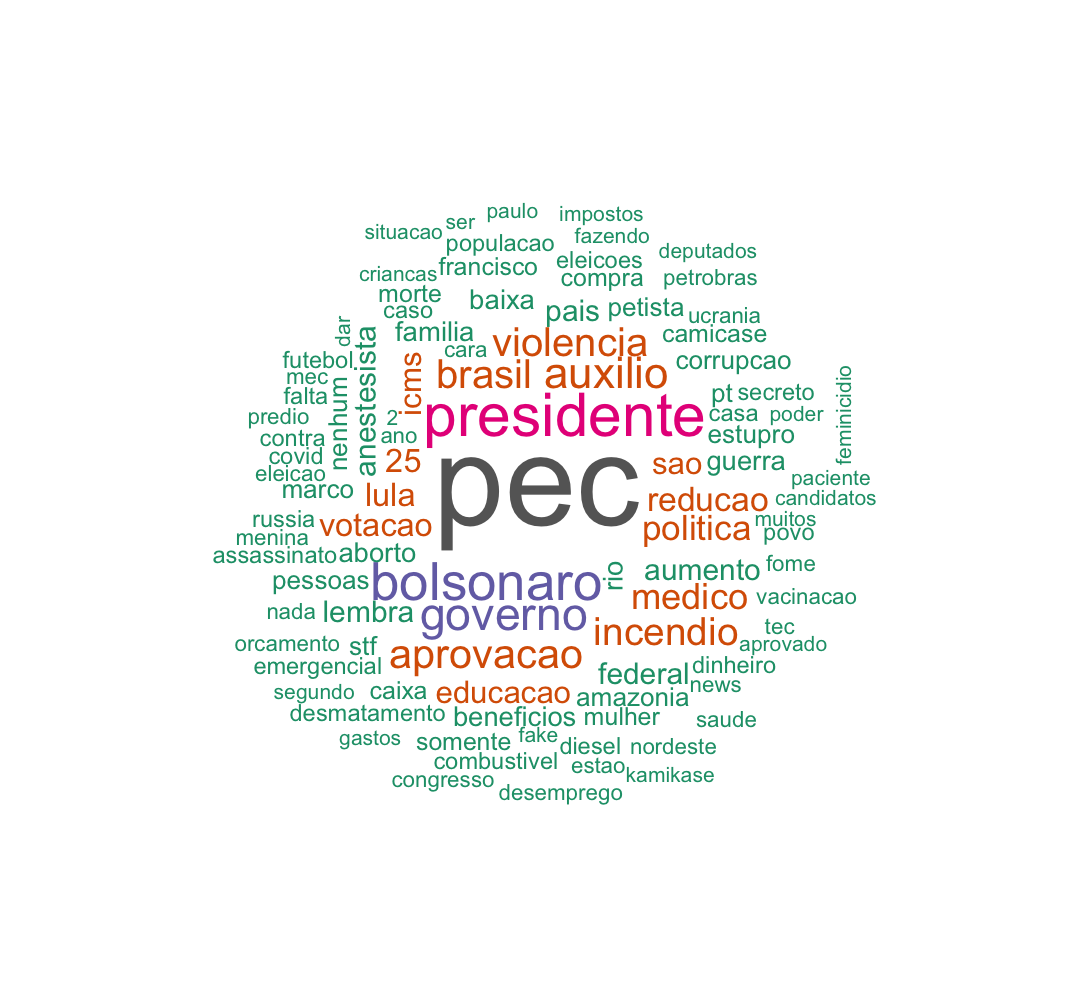 paulo
impostos
ser
situacao
fazendo
populacao
deputados
eleicoes
francisco
criancas
compra
petrobras
morte
baixa
caso
pais
petista
ucrania
dar
familia
violencia
camicase
cara
futebol
anestesista
icms
brasil
auxilio
corrupcao
mec
falta
nenhum
pt
secreto
feminicidio
predio
2
presidente
casa
poder
contra
ano
estupro
covid
25
pec
sao
guerra
eleicao
paciente
marco
lula
reducao
candidatos
russia
votacao
politica
muitos
menina
povo
assassinato
aborto
pessoas
bolsonaro
rio
aumento
fome
medico
vacinacao
nada
lembra
governo
incendio
tec
orcamento
stf
aprovado
emergencial
aprovacao
federal
dinheiro
segundo
caixa
educacao
amazonia
news
desmatamento
beneficios
mulher
saude
gastos
somente
fake
diesel
nordeste
combustivel
estao
congresso
kamikase
desemprego